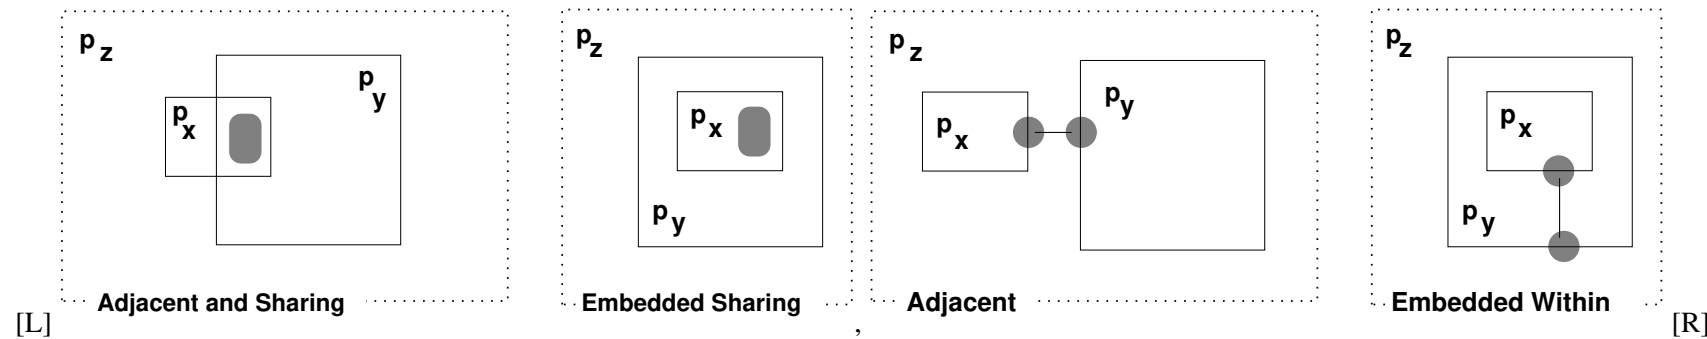 p z
p x
p y
Adjacent and Sharing
p z
p x
p y
Embedded Sharing
p z
p x
p y
Adjacent
p z
p x
p y
Embedded Within
[L]
,
[R]